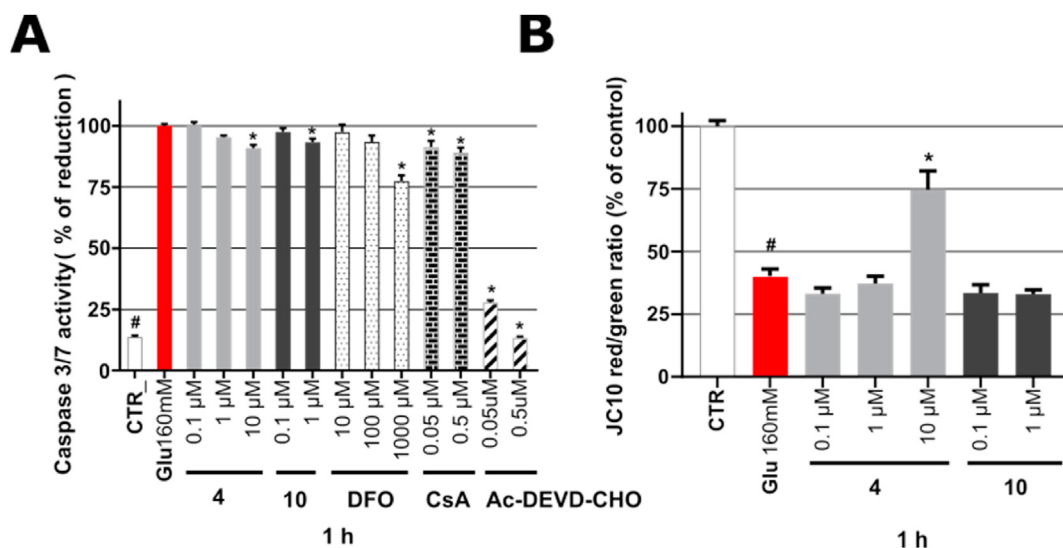 A
Caspase 3/7 activity ( % of reduction )
100
75
50
25
0
#
*
*
*
*
*
*
*
CTR_
Glu160mM
0.1 µM
1 µM
10 µM
0.1 µM
1 µM
10 µM
100 µM
1000 µM
0.05 µM
0.5 µM
0.05uM
0.5uM
4
10
DFO
CsA
Ac-DEVD-CHO
1 h
B
JC10 red/green ratio (% of control)
100
75
50
25
0
#
*
CTR
Glu 160mM
0.1 µM
1 µM
10 µM
0.1 µM
1 µM
4
10
1 h